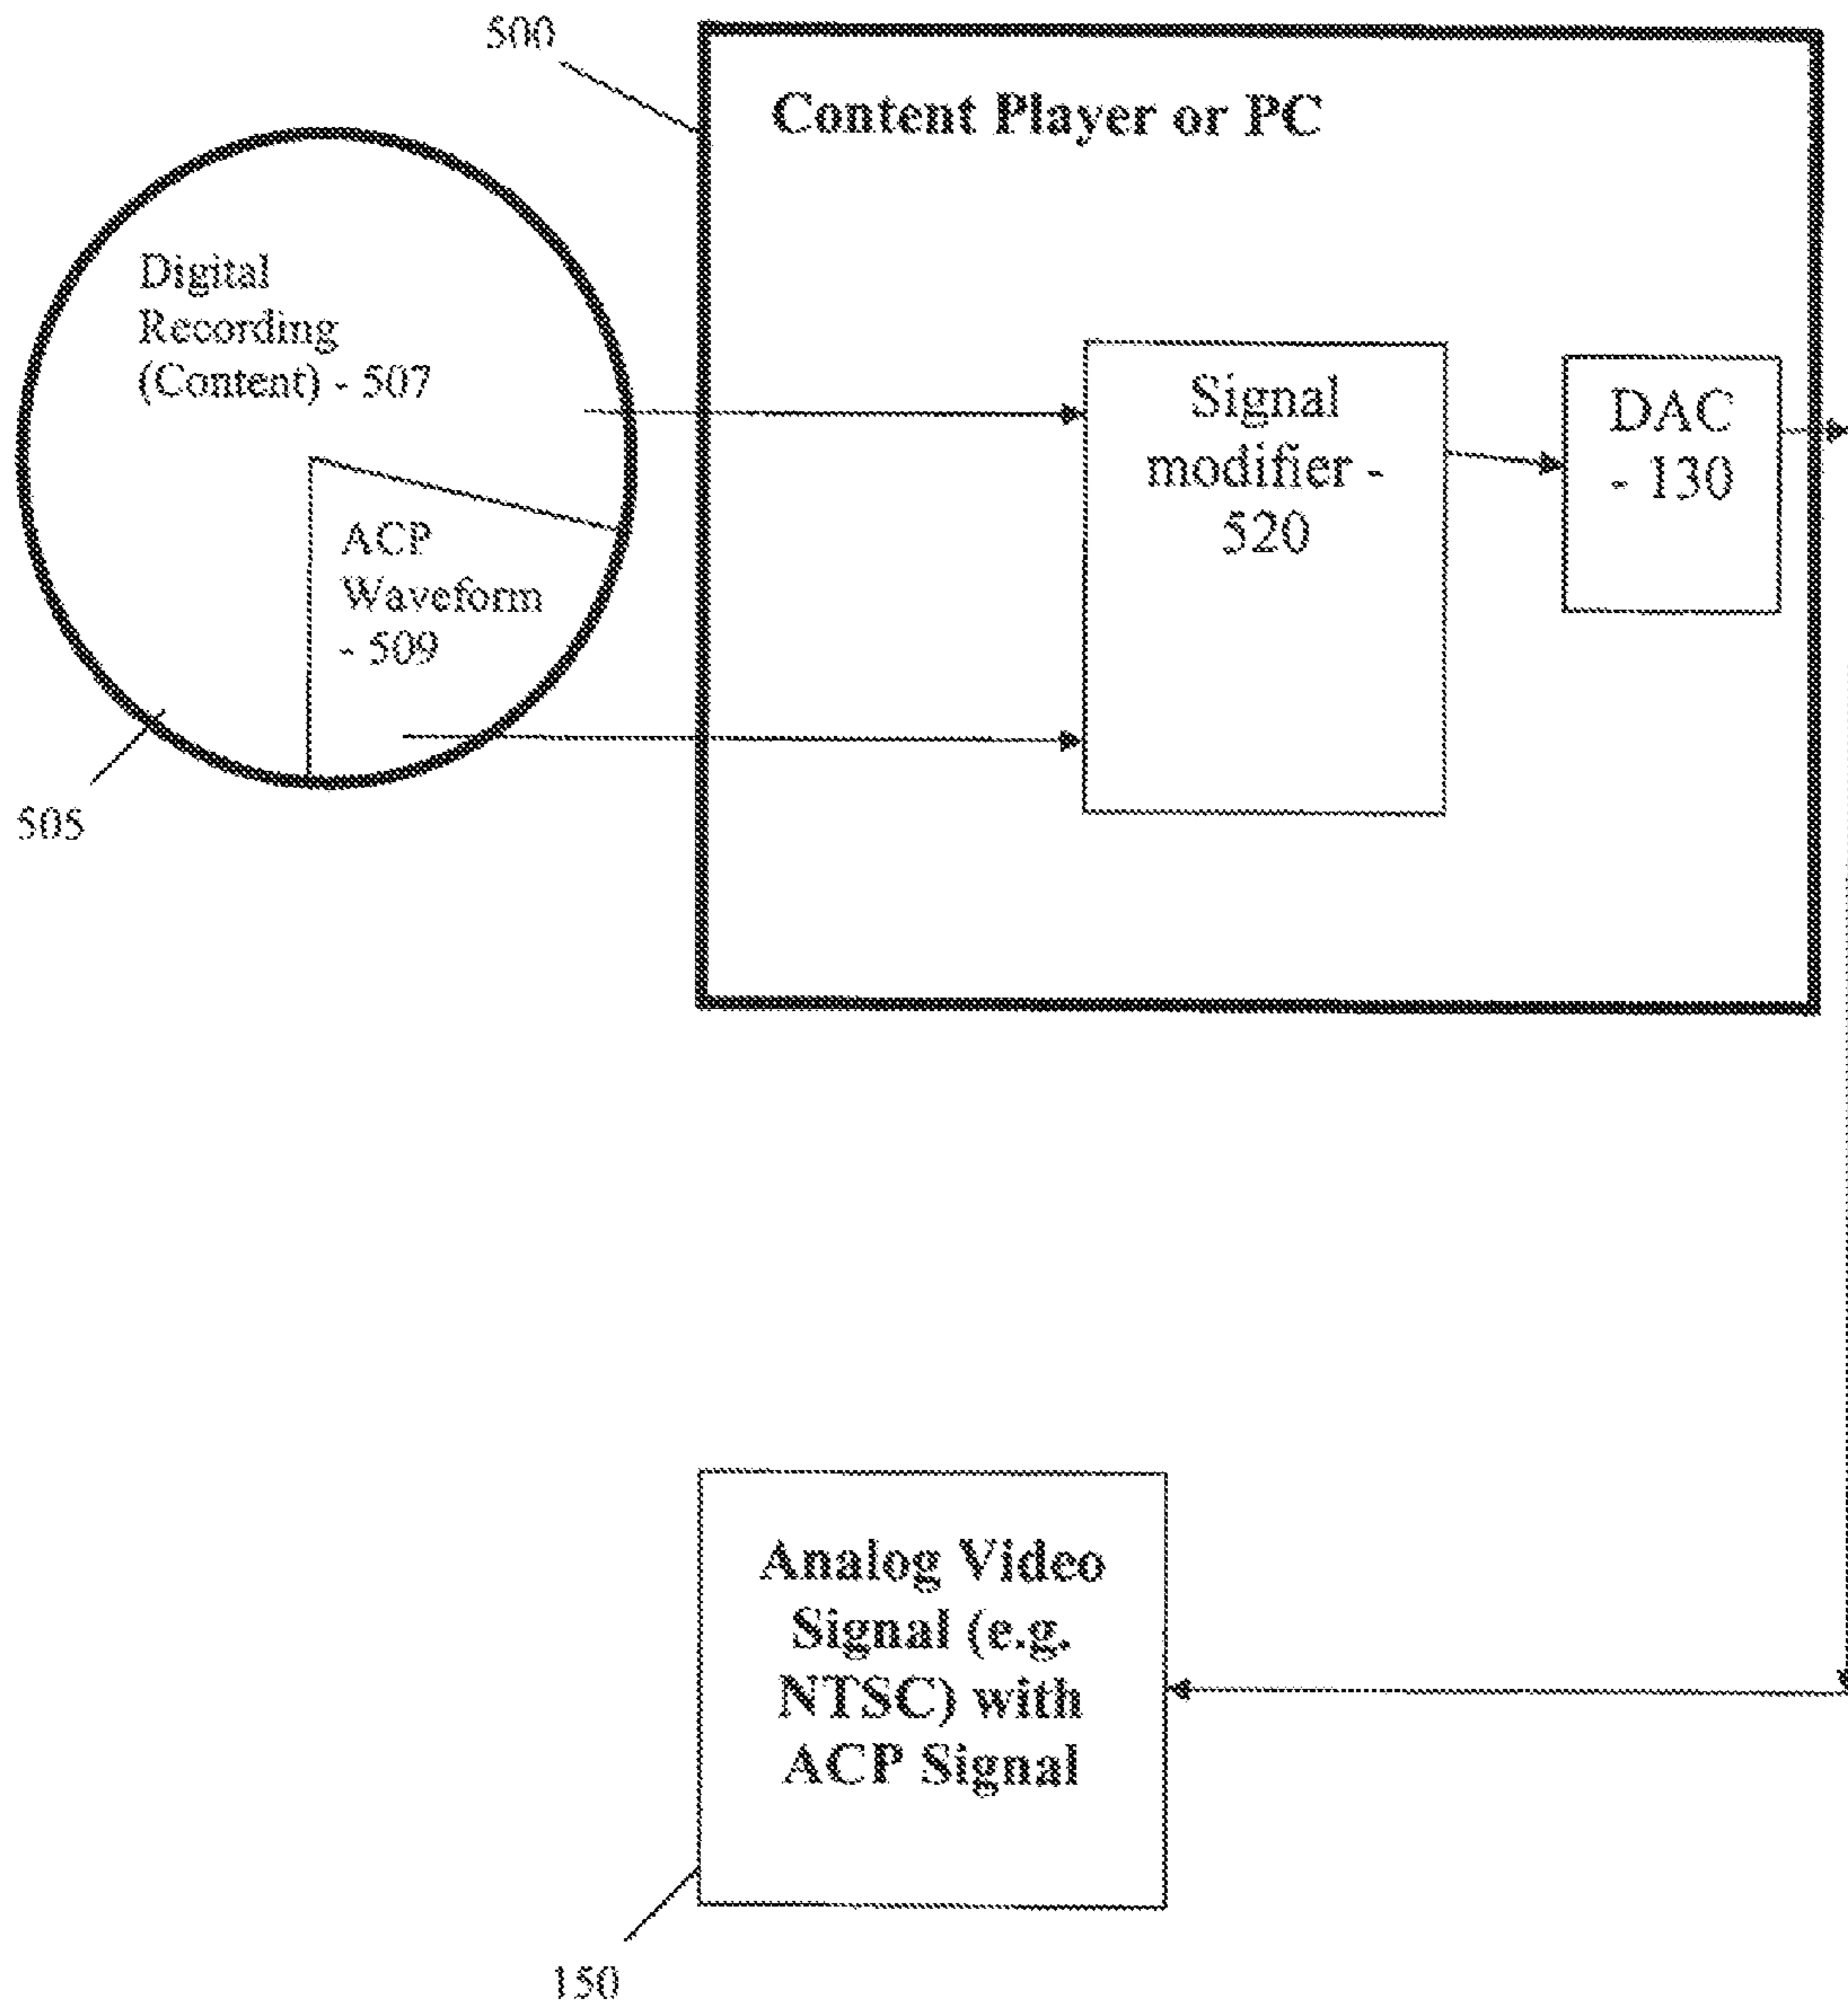 500
Content Player or PC
Digital
Recording
(Content) - 507
ACP
Waveform
- 509
505
Signal
modifier -
520
DAC
- 130
Analog Video
Signal (e.g.
NTSC) with
ACP Signal
150